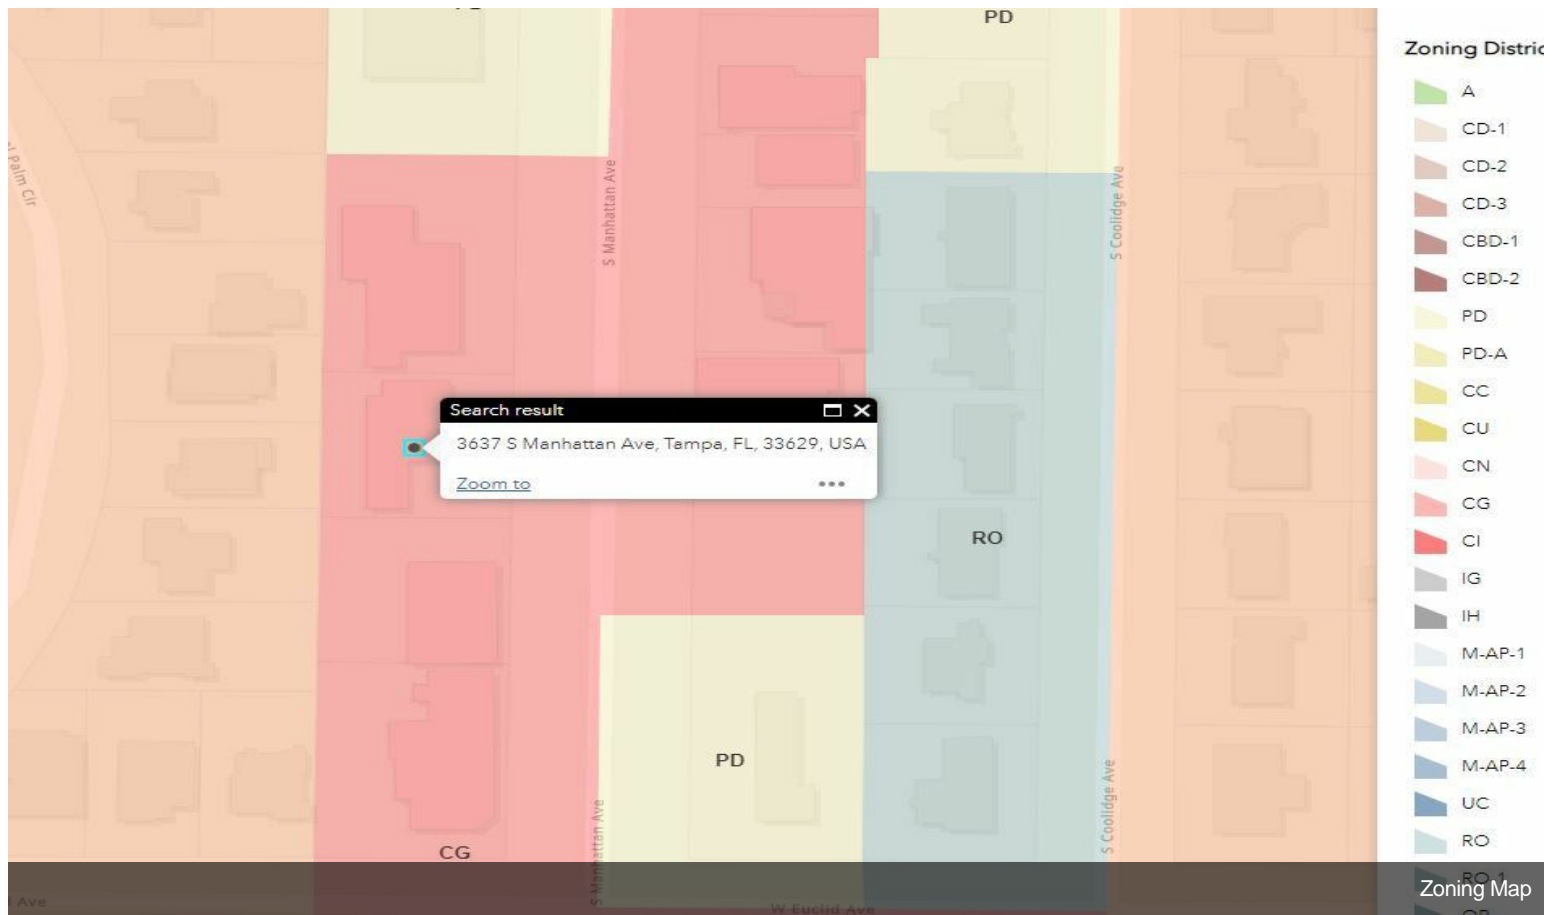 PD
Zoning Distric
A
CD-1
CD-2
CD-3
CBD-1
CBD-2
PD
PD-A
CC
CU
CN
CG
CI
IG
IH
M-AP-1
M-AP-2
M-AP-3
M-AP-4
UC
RO
RO-1
Palm Cir
S Manhattan Ave
S Coolidge Ave
Search result
3637 S Manhattan Ave, Tampa, FL, 33629, USA
Zoom to
RO
PD
CG
S Manhattan Ave
S Coolidge Ave
Ave
W Euclid Ave
Zoning Map